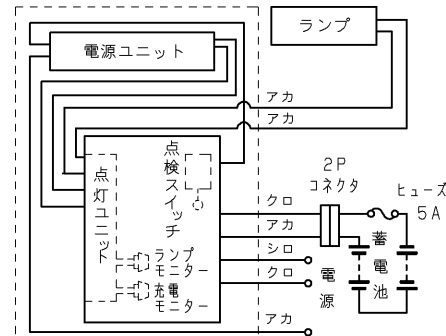 ランプ
電源ユニット
アカ
アカ
点検スイッチ
点灯ユニット
2P
コネクタ
ヒューズ
5A
クロ
アカ
シロ
クロ
アカ
電源
蓄電池
ランプ
モニター
充電
モニター